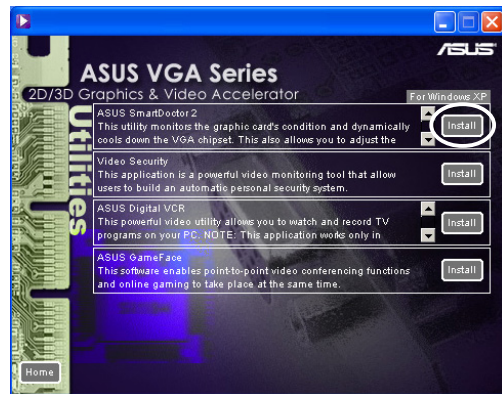 ASUS
ASUS VGA Series
2D/3D Graphics & Video Accelerator
For Windows XP
Utilities
ASUS SmartDoctor 2
This utility monitors the graphic card's condition and dynamically
cools down the VGA chipset. This also allows you to adjust the
Install
Video Security
This application is a powerful video monitoring tool that allow
users to build an automatic personal security system.
Install
ASUS Digital VCR
This powerful video utility allows you to watch and record TV
programs on your PC. NOTE: This application works only in
Install
ASUS GameFace
This software enables point-to-point video conferencing functions
and online gaming to take place at the same time.
Install
Home